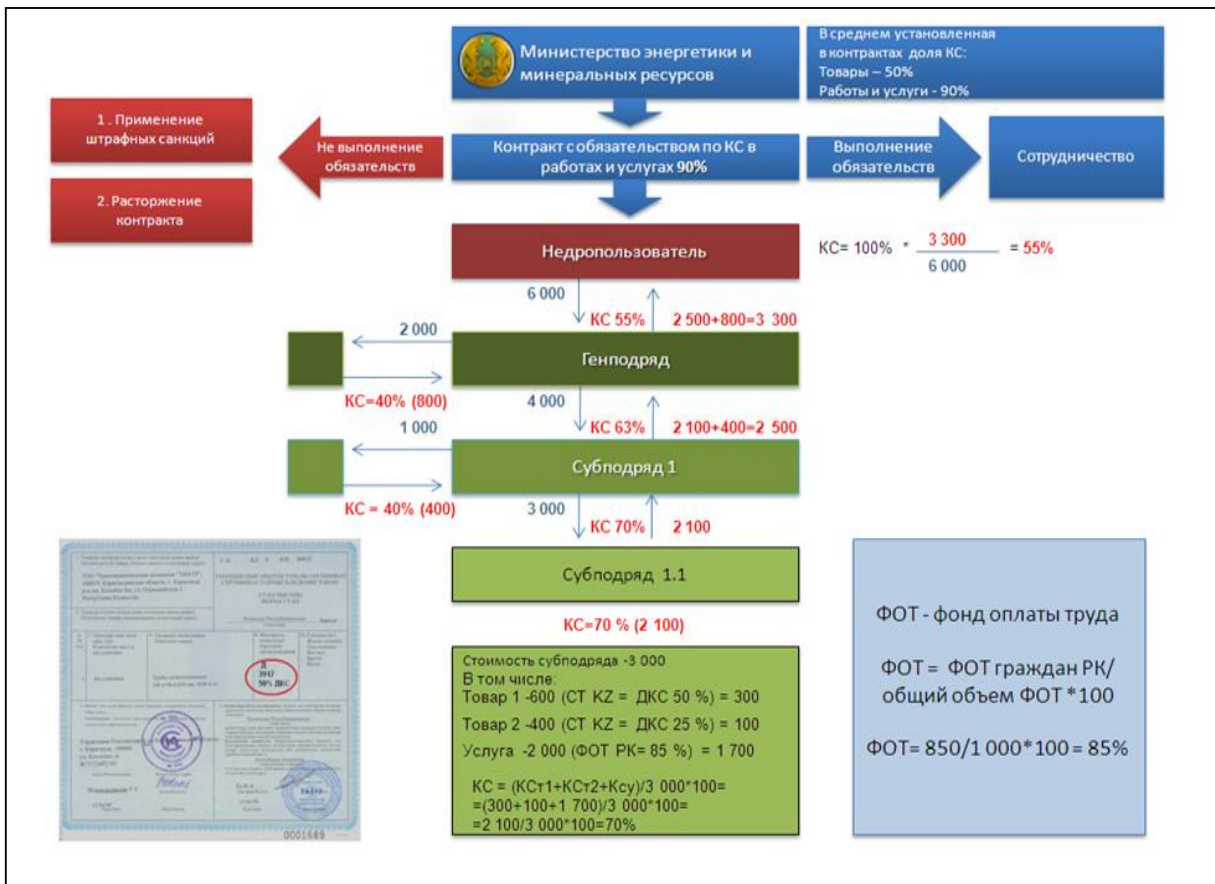 Министерство энергетики и
минеральных ресурсов
В среднем установленная
в контрактах доля КС:
Товары – 50%
Работы и услуги - 90%
1 . Применение
штрафных санкций
2. Расторжение
контракта
Не выполнение
обязательств
Контракт с обязательством по КС в
работах и услугах 90%
Выполнение
обязательств
Сотрудничество
Недропользователь
КС= 100% * 3 300 = 55%
6 000
6 000
КС 55%
2 500+800=3 300
2 000
Генподряд
КС=40% (800)
4 000
КС 63%
2 100+400=2 500
1 000
Субподряд 1
КС = 40% (400)
3 000
КС 70%
2 100
Субподряд 1.1
КС=70 % (2 100)
Стоимость субподряда -3 000
В том числе:
Товар 1 -600 (СТ KZ = ДКС 50 %) = 300
Товар 2 -400 (СТ KZ = ДКС 25 %) = 100
Услуга -2 000 (ФОТ РК= 85 %) = 1 700
КС = (КСт1+КСт2+Ксу)/3 000*100=
=(300+100+1 700)/3 000*100=
=2 100/3 000*100=70%
Д
3917
50% ДКС
0001689
ФОТ - фонд оплаты труда
ФОТ = ФОТ граждан РК/
общий объем ФОТ *100
ФОТ= 850/1 000*100 = 85%